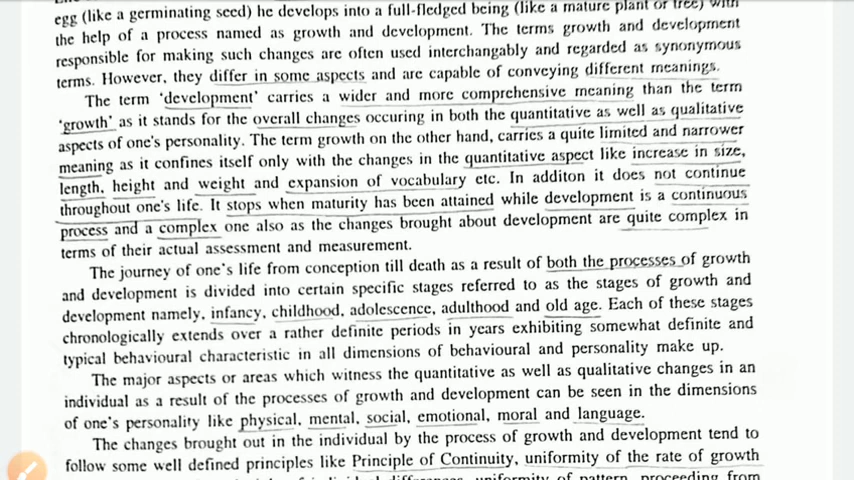 egg (like a germinating seed) he develops into a full-fledged being (like a mature plant or tree) with
the help of a process named as growth and development. The terms growth and development
responsible for making such changes are often used interchangably and regarded as synonymous
terms. However, they differ in some aspects and are capable of conveying different meanings.
The term ‘development’ carries a wider and more comprehensive meaning than the term
‘growth’ as it stands for the overall changes occuring in both the quantitative as well as qualitative
aspects of one's personality. The term growth on the other hand, carries a quite limited and narrower
meaning as it confines itself only with the changes in the quantitative aspect like increase in size,
length, height and weight and expansion of vocabulary etc. In additon it does not continue
throughout one's life. It stops when maturity has been attained while development is a continuous
process and a complex one also as the changes brought about development are quite complex in
terms of their actual assessment and measurement.
The journey of one's life from conception till death as a result of both the processes of growth
and development is divided into certain specific stages referred to as the stages of growth and
development namely, infancy, childhood, adolescence, adulthood and old age. Each of these stages
chronologically extends over a rather definite periods in years exhibiting somewhat definite and
typical behavioural characteristic in all dimensions of behavioural and personality make up.
The major aspects or areas which witness the quantitative as well as qualitative changes in an
individual as a result of the processes of growth and development can be seen in the dimensions
of one's personality like physical, mental, social, emotional, moral and language.
The changes brought out in the individual by the process of growth and development tend to
follow some well defined principles like Principle of Continuity, uniformity of the rate of growth
uniformity of pattern, proceeding from